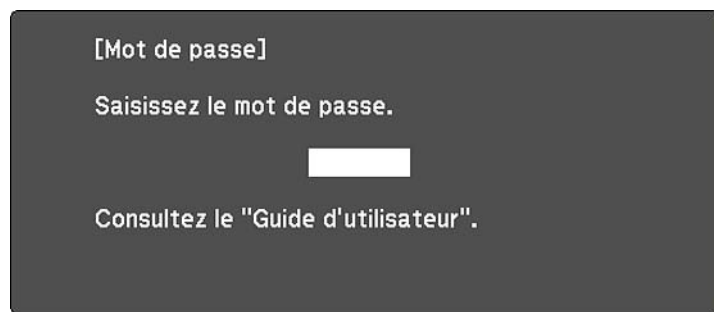 [Mot de passe]
Saisissez le mot de passe.
Consultez le "Guide d'utilisateur".